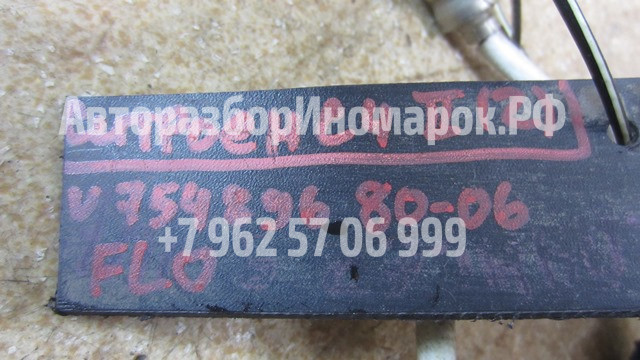 АвторазборИномарок.РФ
V 754896 80-06
+7 962 57 06 999
FLO